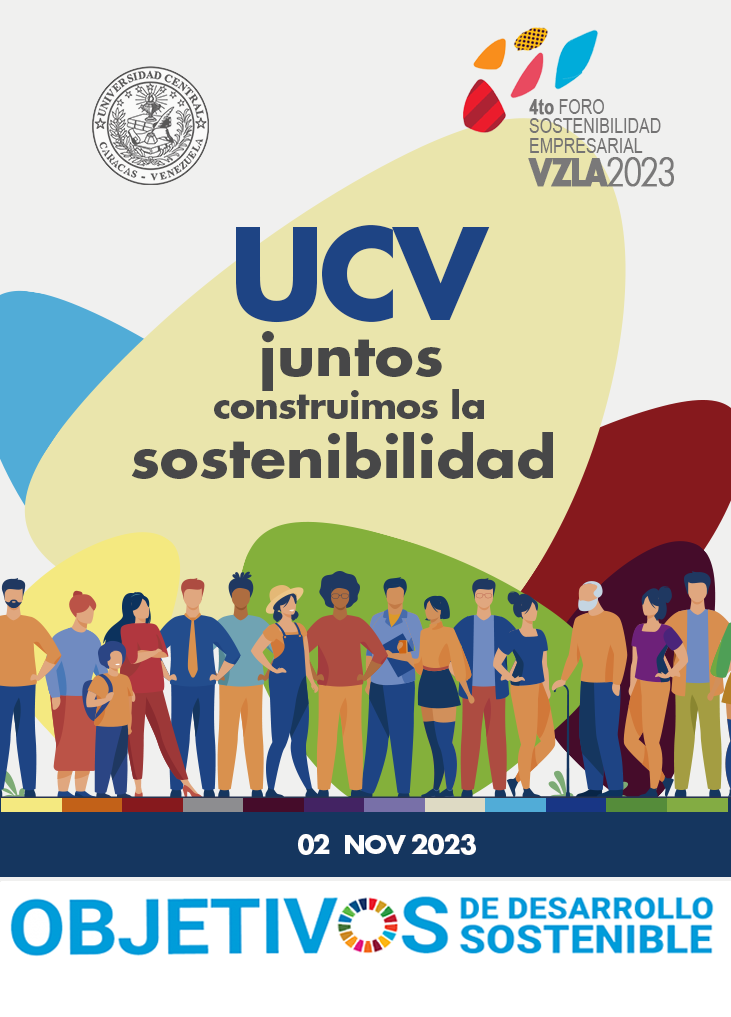 UNIVERSIDAD CENTRAL
CARACAS - VENEZUELA
4to FORO
SOSTENIBILIDAD
EMPRESARIAL
VZLA2023
UCV
juntos
construimos la
sostenibilidad
02 NOV 2023
OBJETIVOS DE DESARROLLO
SOSTENIBLE